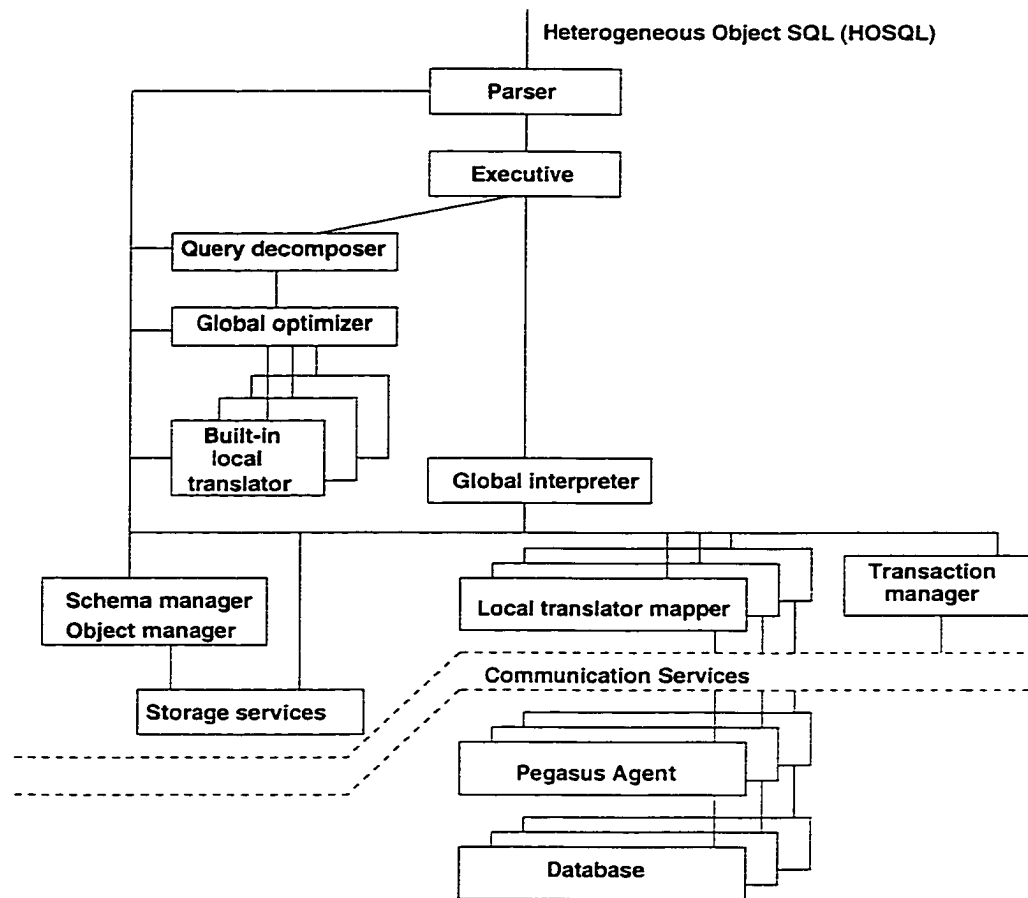 Heterogeneous Object SQL (HOSQL)
Parser
Executive
Query decomposer
Global optimizer
Built-in
local
translator
Global interpreter
Schema manager
Object manager
Local translator mapper
Transaction
manager
Communication Services
Storage services
Pegasus Agent
Database